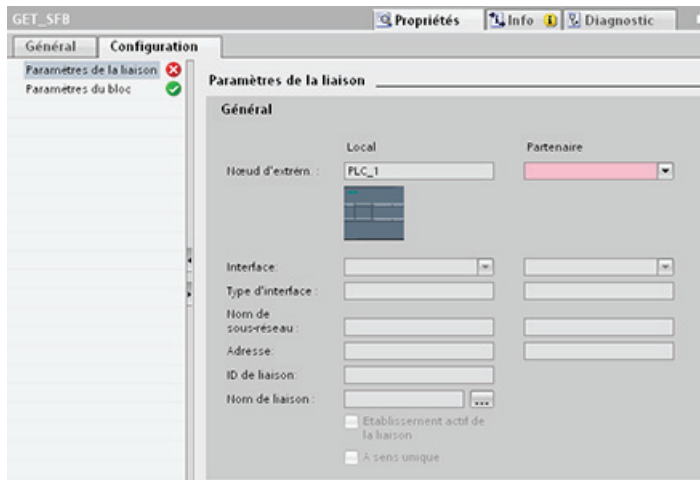 GET_SFB
Propriétés
Info
Diagnostic
Général
Configuration
Paramètres de la liaison
Paramètres du bloc
Paramètres de la liaison
Général
Local
Partenaire
Nœud d'extrém. :
PLC_1
Interface:
Type d'interface :
Nom de
sous-réseau :
Adresse:
ID de liaison:
Nom de liaison :
...
Etablissement actif de
la liaison
A sens unique